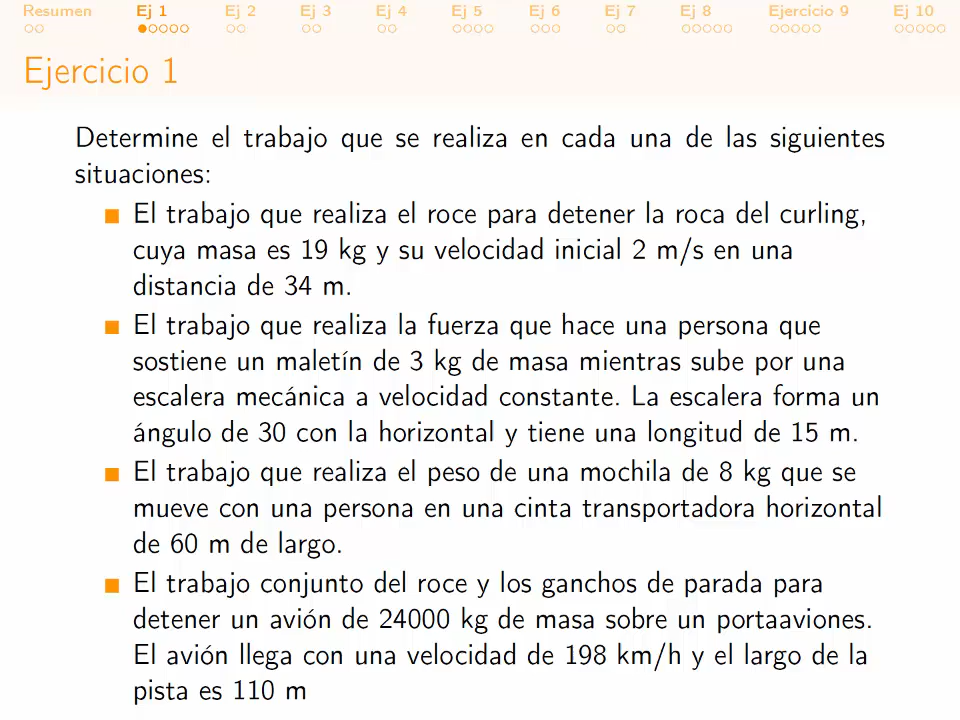 Resumen Ej 1 Ej 2 Ej 3 Ej 4 Ej 5 Ej 6 Ej 7 Ej 8 Ejercicio 9 Ej 10
Ejercicio 1
Determine el trabajo que se realiza en cada una de las siguientes
situaciones:
El trabajo que realiza el roce para detener la roca del curling,
cuya masa es 19 kg y su velocidad inicial 2 m/s en una
distancia de 34 m.
El trabajo que realiza la fuerza que hace una persona que
sostiene un maletín de 3 kg de masa mientras sube por una
escalera mecánica a velocidad constante. La escalera forma un
ángulo de 30 con la horizontal y tiene una longitud de 15 m.
El trabajo que realiza el peso de una mochila de 8 kg que se
mueve con una persona en una cinta transportadora horizontal
de 60 m de largo.
El trabajo conjunto del roce y los ganchos de parada para
detener un avión de 24000 kg de masa sobre un portaaviones.
El avión llega con una velocidad de 198 km/h y el largo de la
pista es 110 m